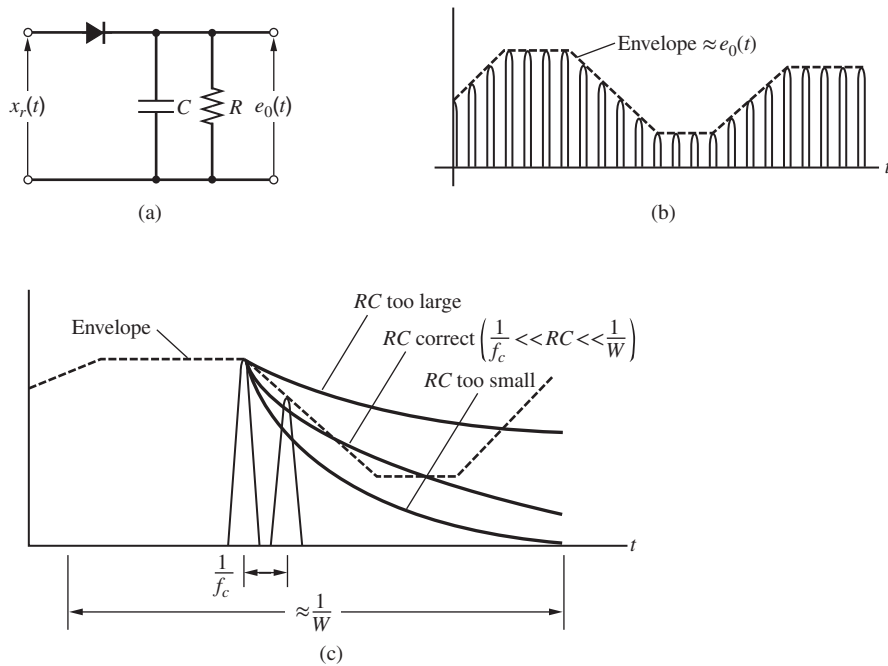 x_r(t)
C
R
e_0(t)
(a)
Envelope ≈ e_0(t)
t
(b)
RC too large
Envelope
RC correct (1/f_c << RC << 1/W)
RC too small
t
1/f_c
≈ 1/W
(c)